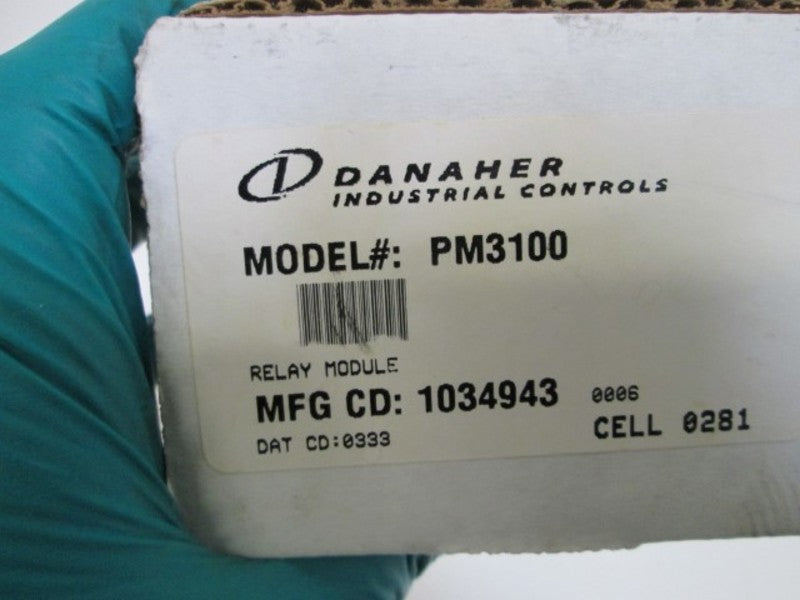 DANAHER
INDUSTRIAL CONTROLS
MODEL#: PM3100
RELAY MODULE
MFG CD: 1034943 0006
DAT CD:0333 CELL 0281